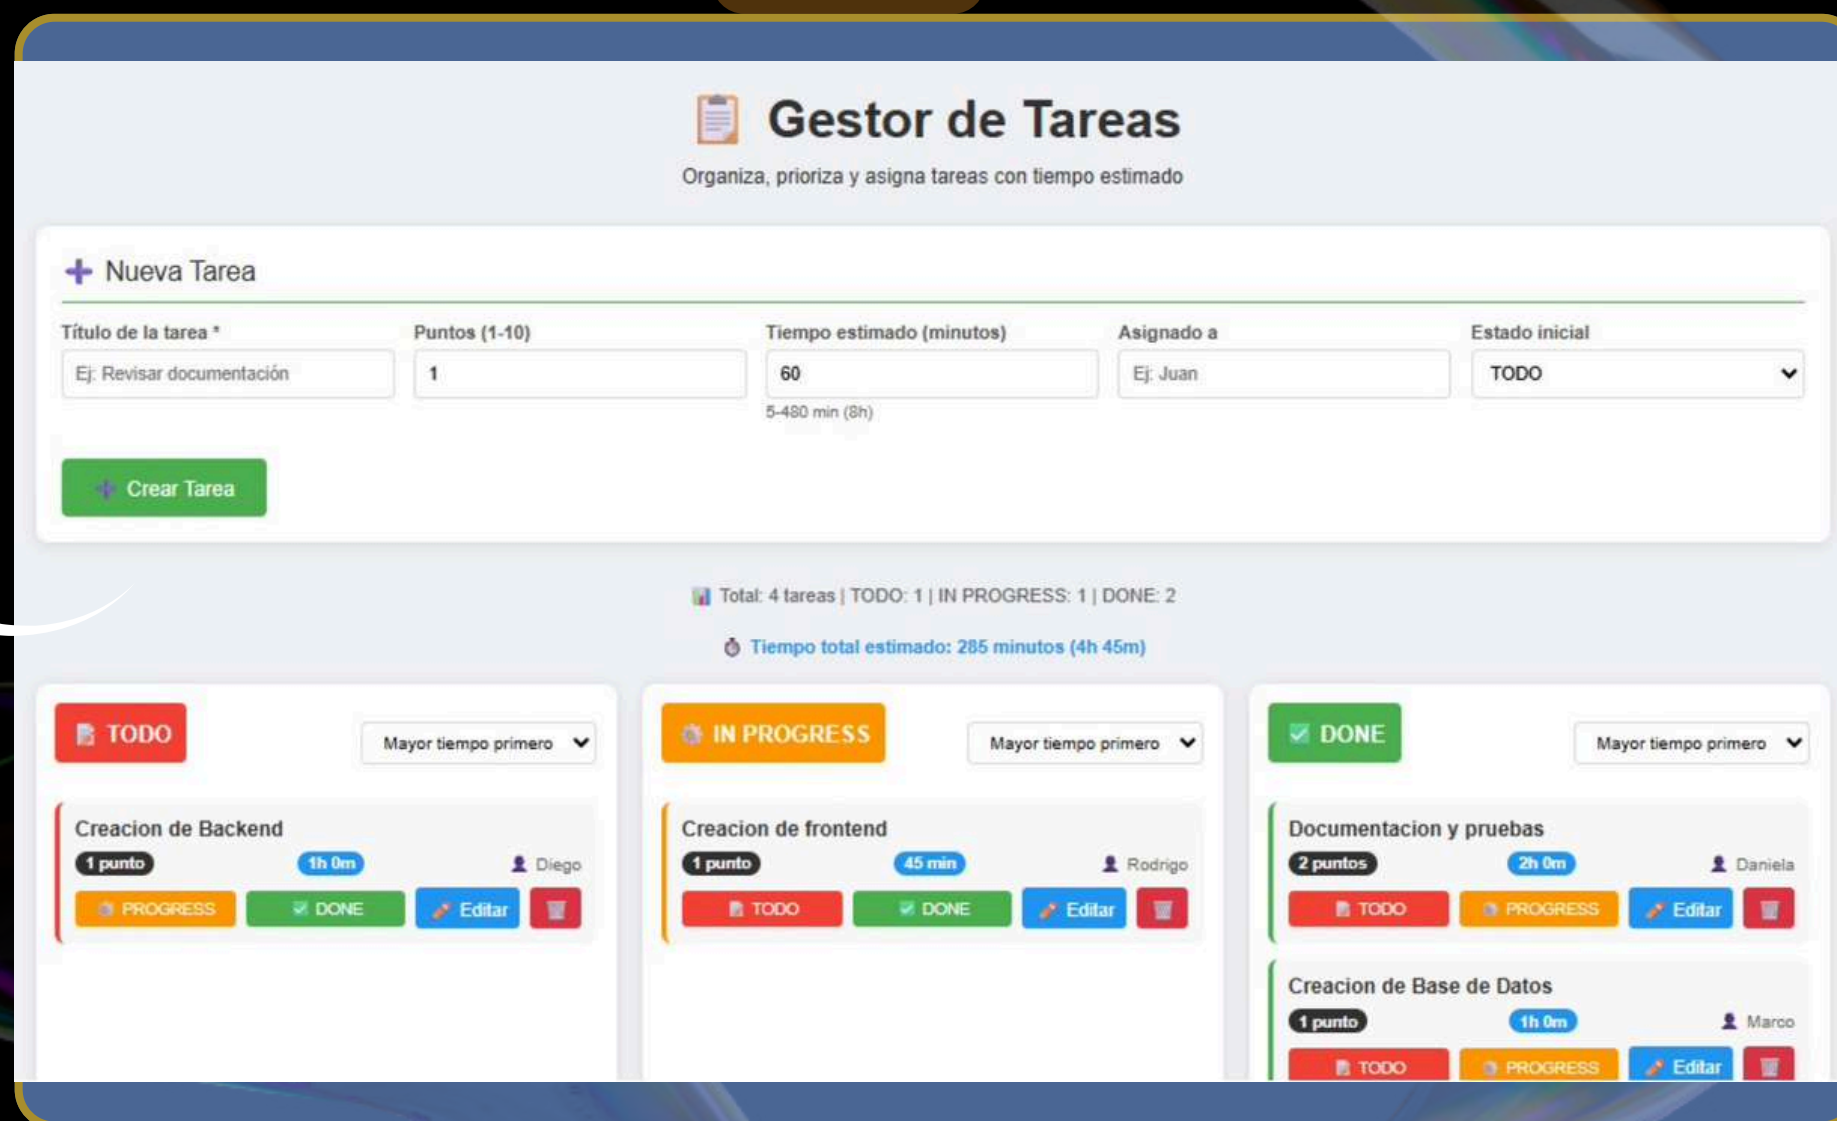 Gestor de Tareas
Organiza, prioriza y asigna tareas con tiempo estimado
Nueva Tarea
Título de la tarea *
Ej: Revisar documentación
Puntos (1-10)
1
Tiempo estimado (minutos)
60
5-480 min (8h)
Asignado a
Ej: Juan
Estado inicial
TODO
Crear Tarea
Total: 4 tareas | TODO: 1 | IN PROGRESS: 1 | DONE: 2
Tiempo total estimado: 285 minutos (4h 45m)
TODO
Mayor tiempo primero
Creacion de Backend
1 punto 1h 0m Diego
PROGRESS DONE Editar
IN PROGRESS
Mayor tiempo primero
Creacion de frontend
1 punto 45 min Rodrigo
TODO DONE Editar
DONE
Mayor tiempo primero
Documentacion y pruebas
2 puntos 2h 0m Daniela
TODO PROGRESS Editar
Creacion de Base de Datos
1 punto 1h 0m Marco
TODO PROGRESS Editar